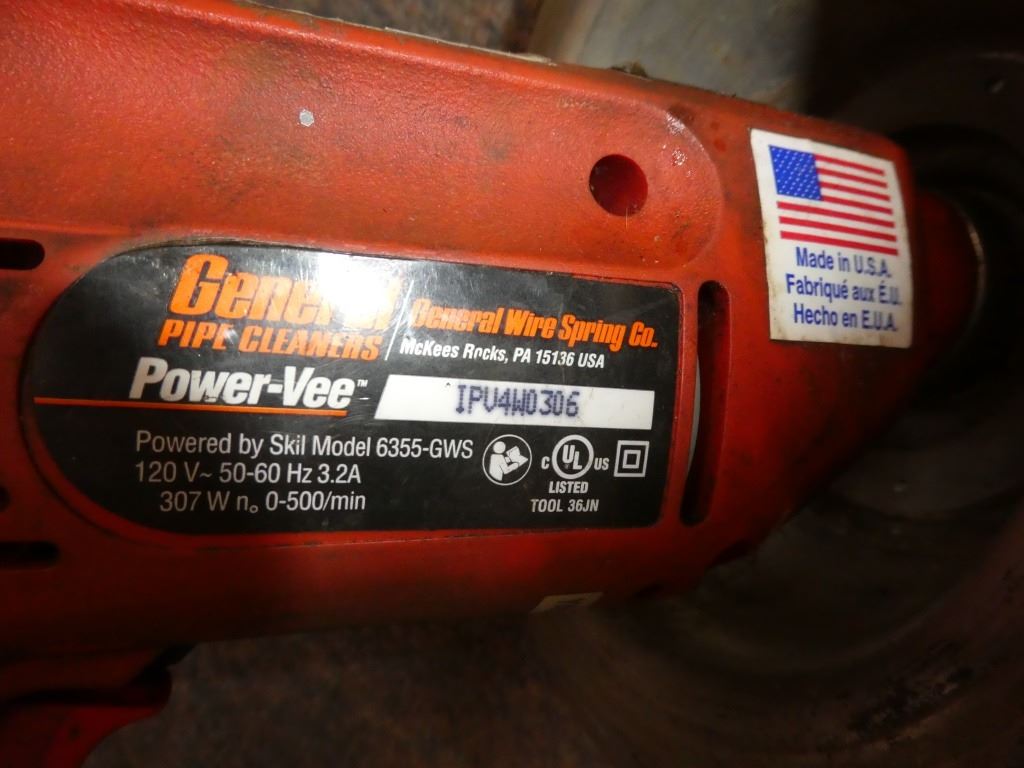 General
PIPE CLEANERS
General Wire Spring Co.
McKees Rocks, PA 15136 USA
Power-Vee™
IPV4W0306
Powered by Skil Model 6355-GWS
120 V~ 50-60 Hz 3.2A
307 W n₀ 0-500/min
C UL US
LISTED
TOOL 36JN
Made in U.S.A.
Fabriqué aux É.U.
Hecho en E.U.A.